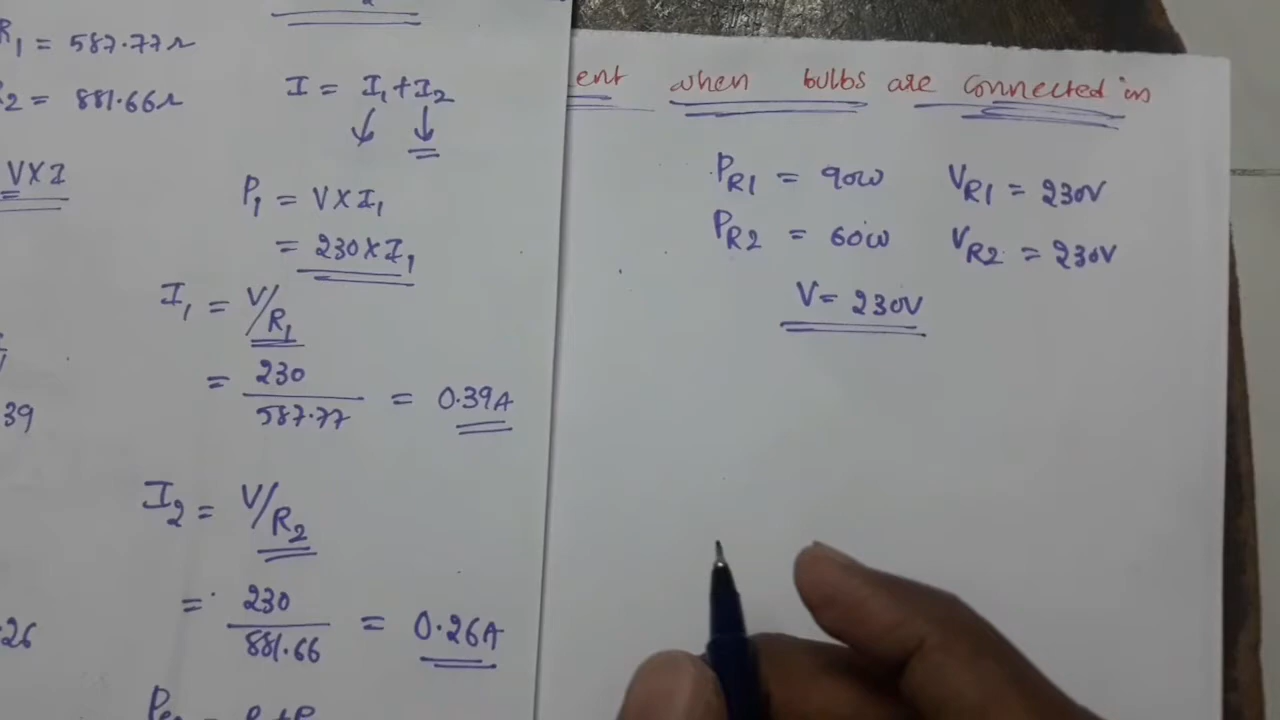 R1 = 587.77Ω
2 = 881.66Ω
I = I1+I2
V×I
P1 = V×I1
= 230×I1
I1 = V/R1
= 230/587.77 = 0.39A
39
I2 = V/R2
= 230/881.66 = 0.26A
.26
ent when bulbs are connected in
PR1 = 90W VR1 = 230V
PR2 = 60W VR2 = 230V
V = 230V